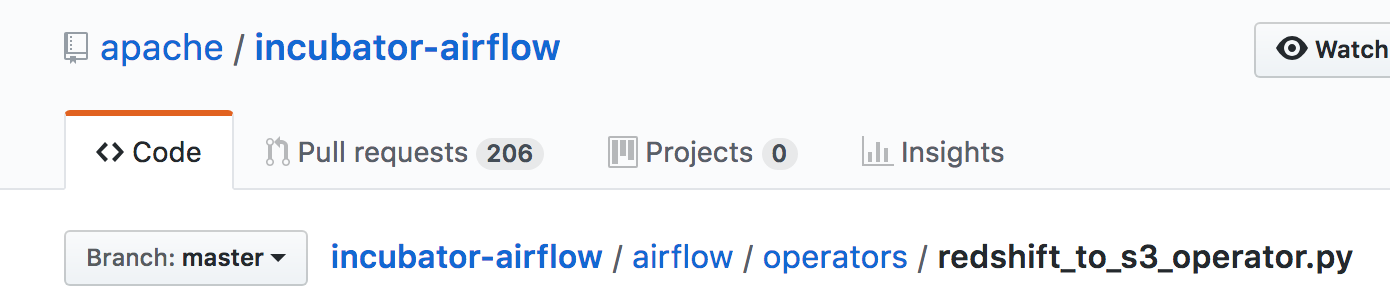 apache / incubator-airflow
Watch
Code Pull requests 206 Projects 0 Insights
Branch: master incubator-airflow / airflow / operators / redshift_to_s3_operator.py